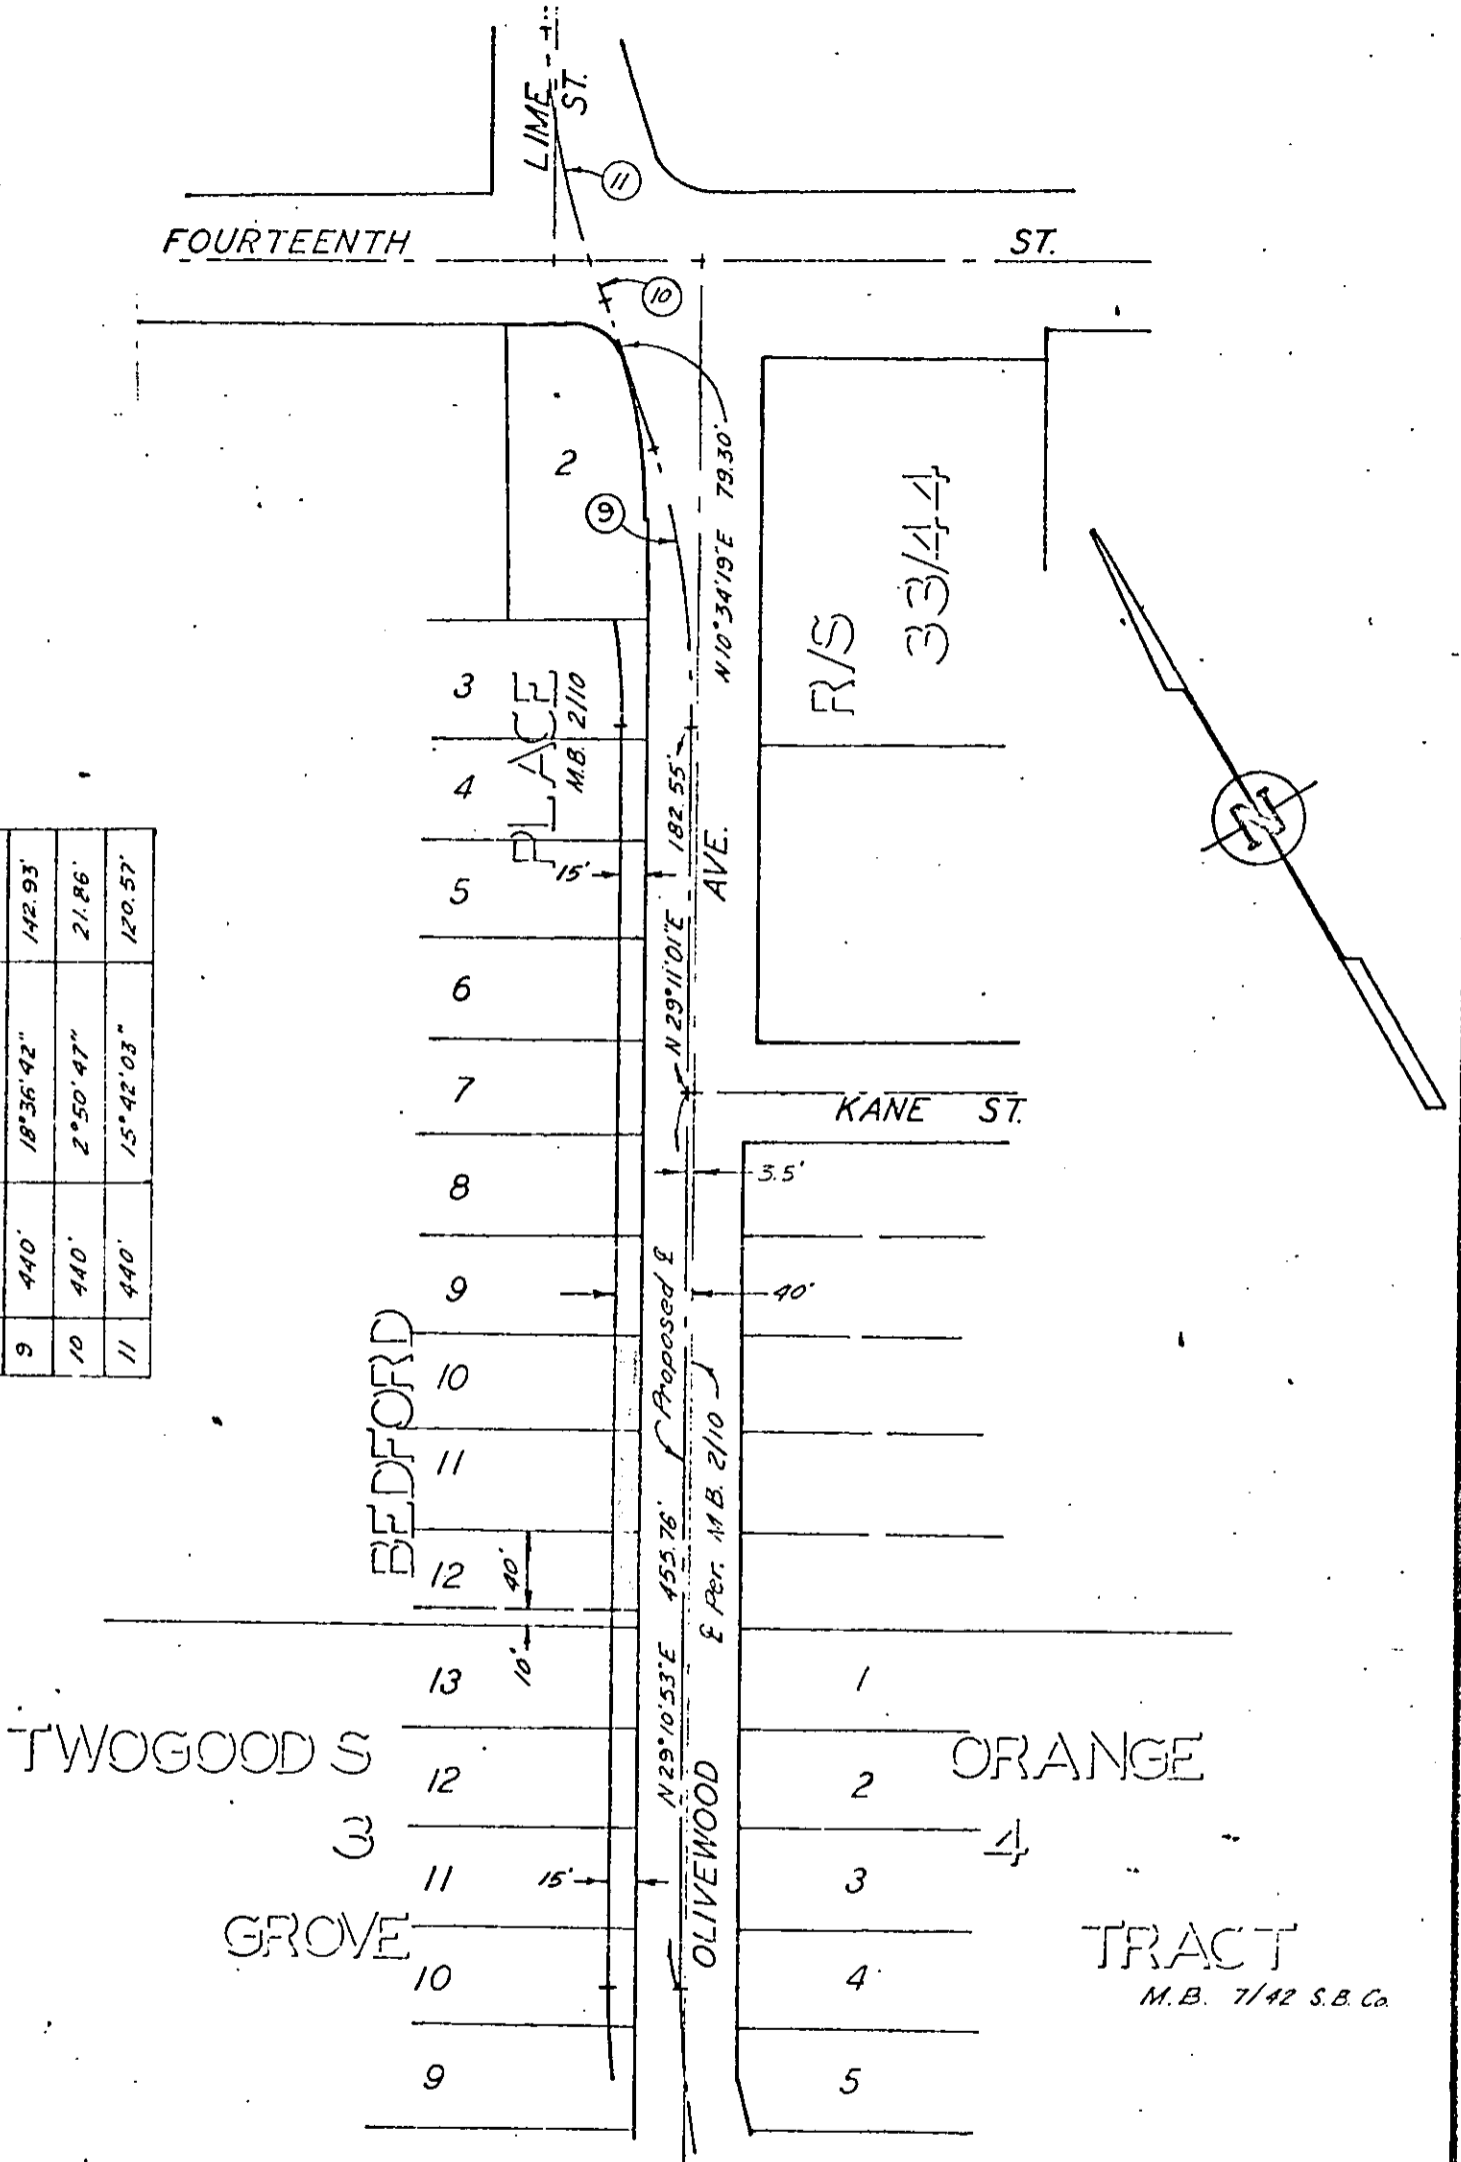 LIME
ST.
11
FOURTEENTH ST.
10
2
9
N 10°34'19"E 79.30'
R/S
33/44
3
PLACE
M.B. 2/10
4
182.55'
N 29°11'01"E
AVE.
15'
5
6
7
KANE ST.
8
3.5'
9
40'
Proposed ℄
BEDFORD
10
11
℄ Per. M.B. 2/10
12
40'
10'
N 29°10'53"E 455.76'
9 440' 18°36'42" 142.93'
10 440' 2°50'47" 21.86'
11 440' 15°42'03" 120.57'
N
13
1
TWOGOODS
12
2
ORANGE
3
4
11
15'
3
OLIVEWOOD
GROVE
10
4
TRACT
M.B. 7/42 S.B. Co.
9
5